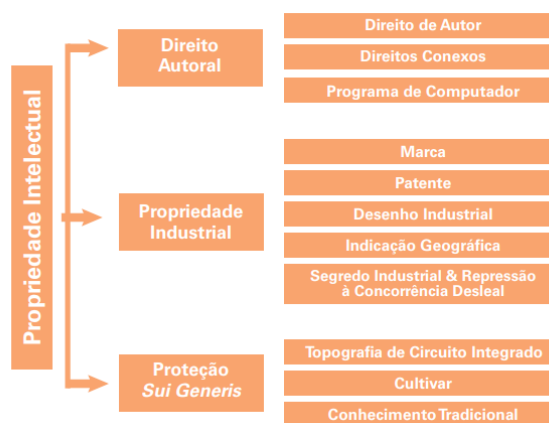 Propriedade Intelectual
Direito
Autoral
Direito de Autor
Direitos Conexos
Programa de Computador
Propriedade
Industrial
Marca
Patente
Desenho Industrial
Indicação Geográfica
Segredo Industrial & Repressão
à Concorrência Desleal
Proteção
Sui Generis
Topografia de Circuito Integrado
Cultivar
Conhecimento Tradicional